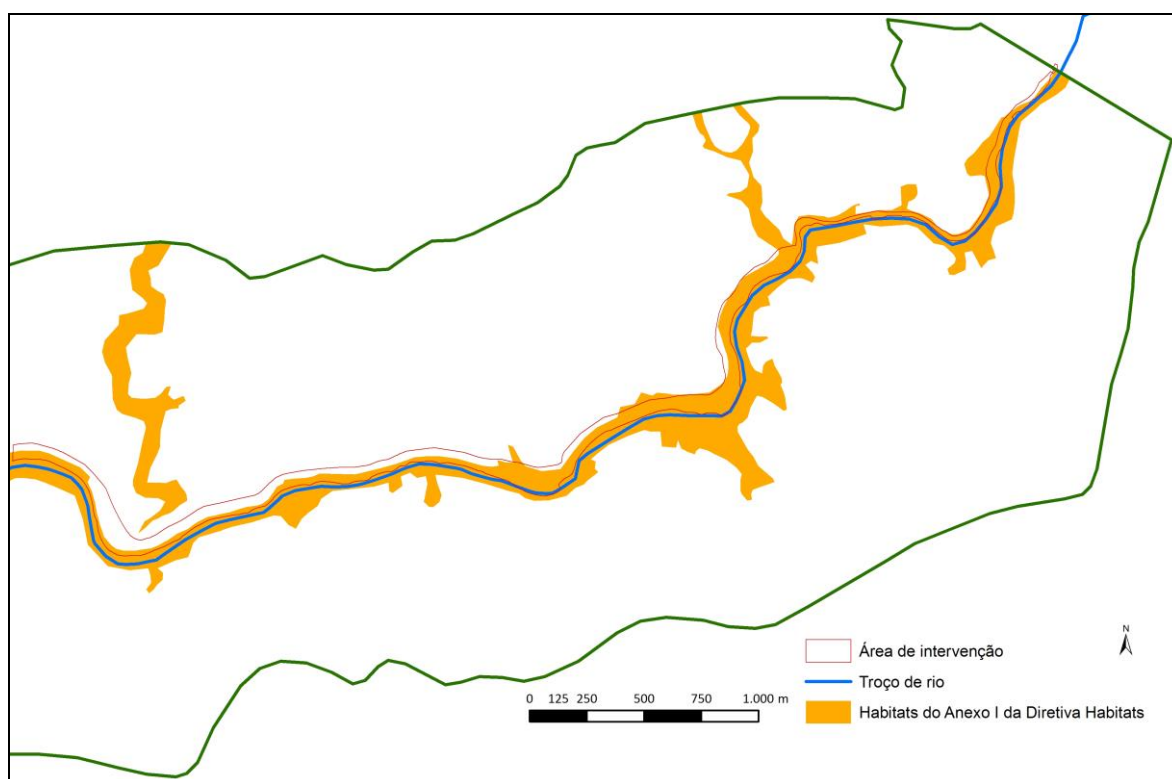 N
Área de intervenção
Troço de rio
Habitats do Anexo I da Diretiva Habitats
0 125 250 500 750 1.000 m